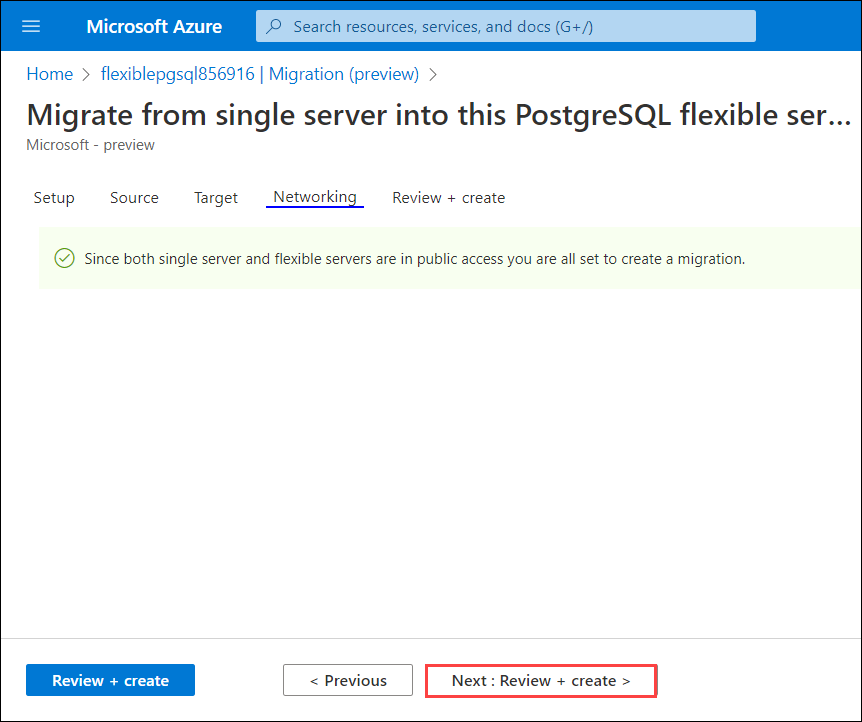 Microsoft Azure
Search resources, services, and docs (G+/)
Home > flexiblepgsql856916 | Migration (preview) >
Migrate from single server into this PostgreSQL flexible ser...
Microsoft - preview
Setup Source Target Networking Review + create
Since both single server and flexible servers are in public access you are all set to create a migration.
Review + create < Previous Next : Review + create >